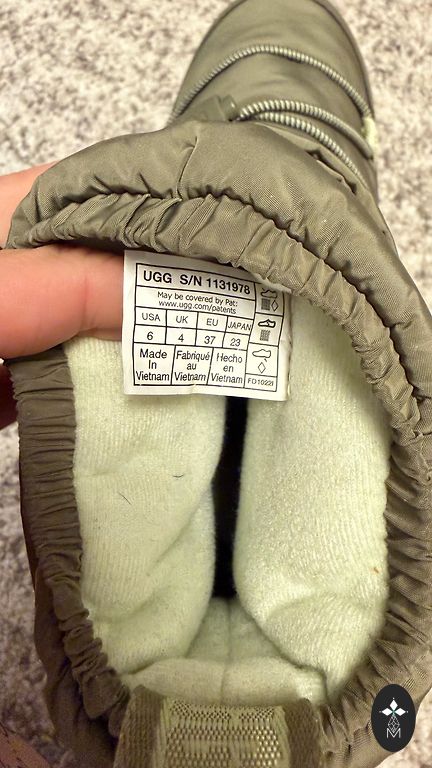 UGG S/N 1131978
May be covered by Pat:
www.ugg.com/patents
USA UK EU JAPAN
6 4 37 23
Made In Vietnam
Fabriqué au Vietnam
Hecho en Vietnam
FD10221
M